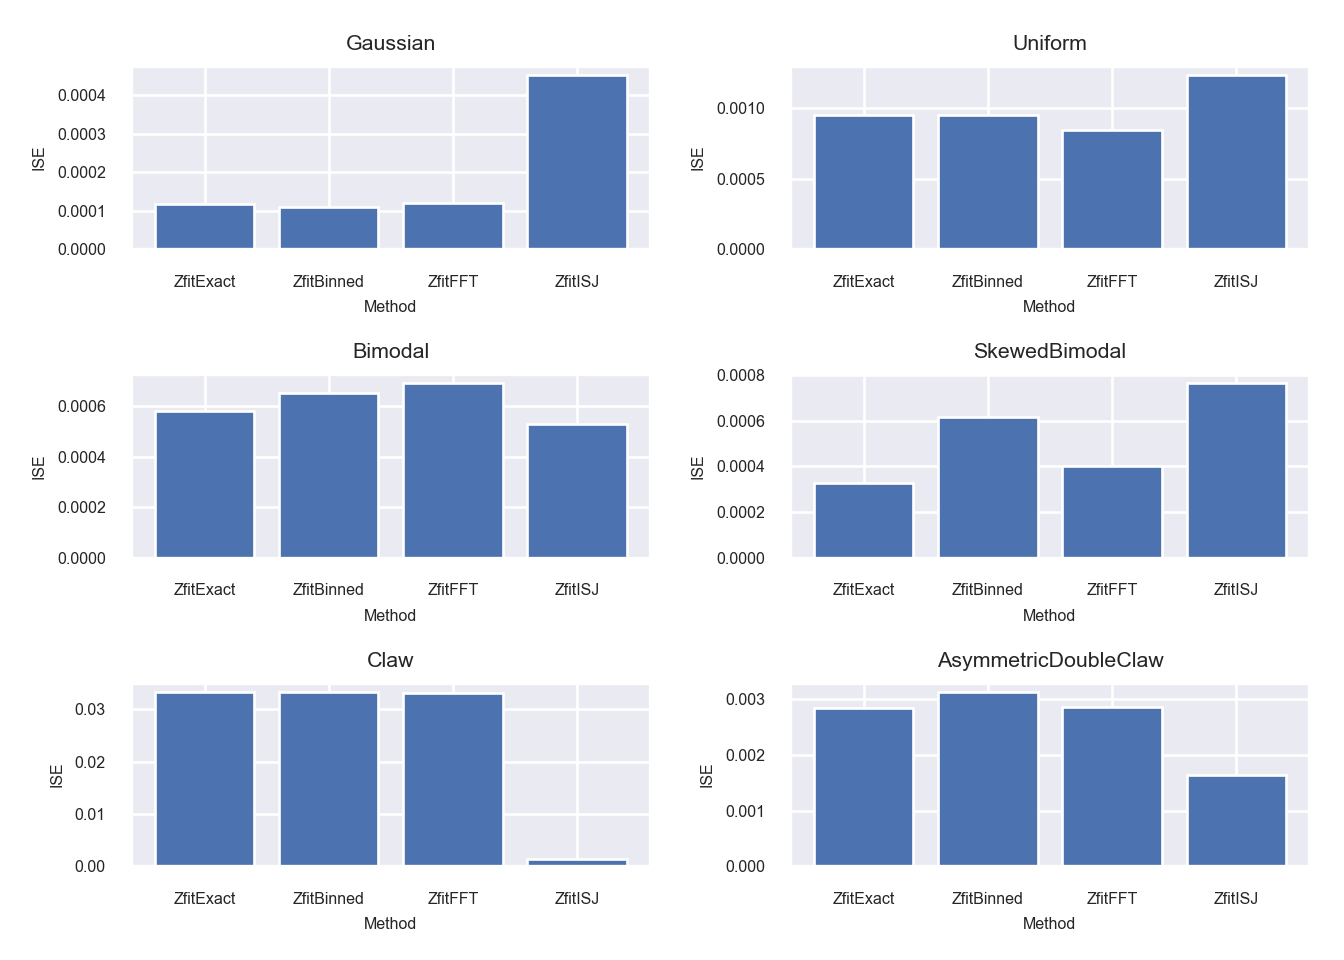 Gaussian
ISE
0.0004
0.0003
0.0002
0.0001
0.0000
ZfitExact ZfitBinned ZfitFFT ZfitISJ
Method
Uniform
ISE
0.0010
0.0005
0.0000
ZfitExact ZfitBinned ZfitFFT ZfitISJ
Method
Bimodal
ISE
0.0006
0.0004
0.0002
0.0000
ZfitExact ZfitBinned ZfitFFT ZfitISJ
Method
SkewedBimodal
ISE
0.0008
0.0006
0.0004
0.0002
0.0000
ZfitExact ZfitBinned ZfitFFT ZfitISJ
Method
Claw
ISE
0.03
0.02
0.01
0.00
ZfitExact ZfitBinned ZfitFFT ZfitISJ
Method
AsymmetricDoubleClaw
ISE
0.003
0.002
0.001
0.000
ZfitExact ZfitBinned ZfitFFT ZfitISJ
Method